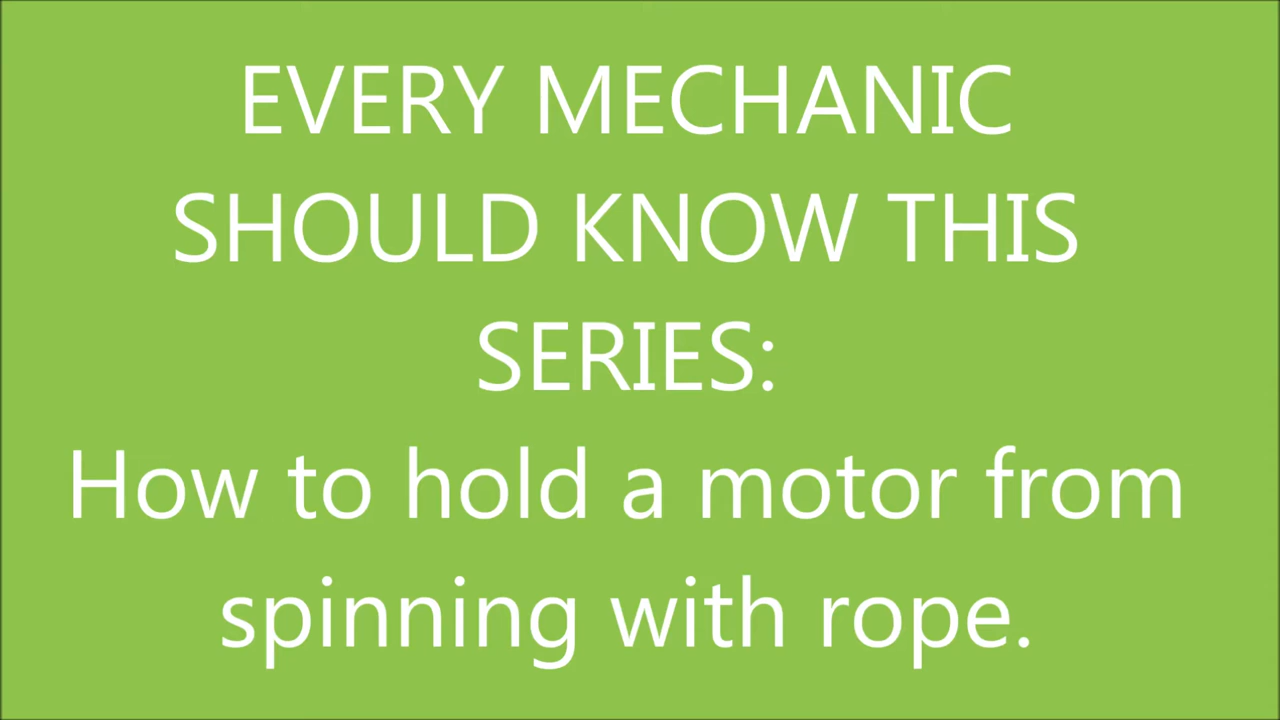 EVERY MECHANIC
SHOULD KNOW THIS
SERIES:
How to hold a motor from
spinning with rope.